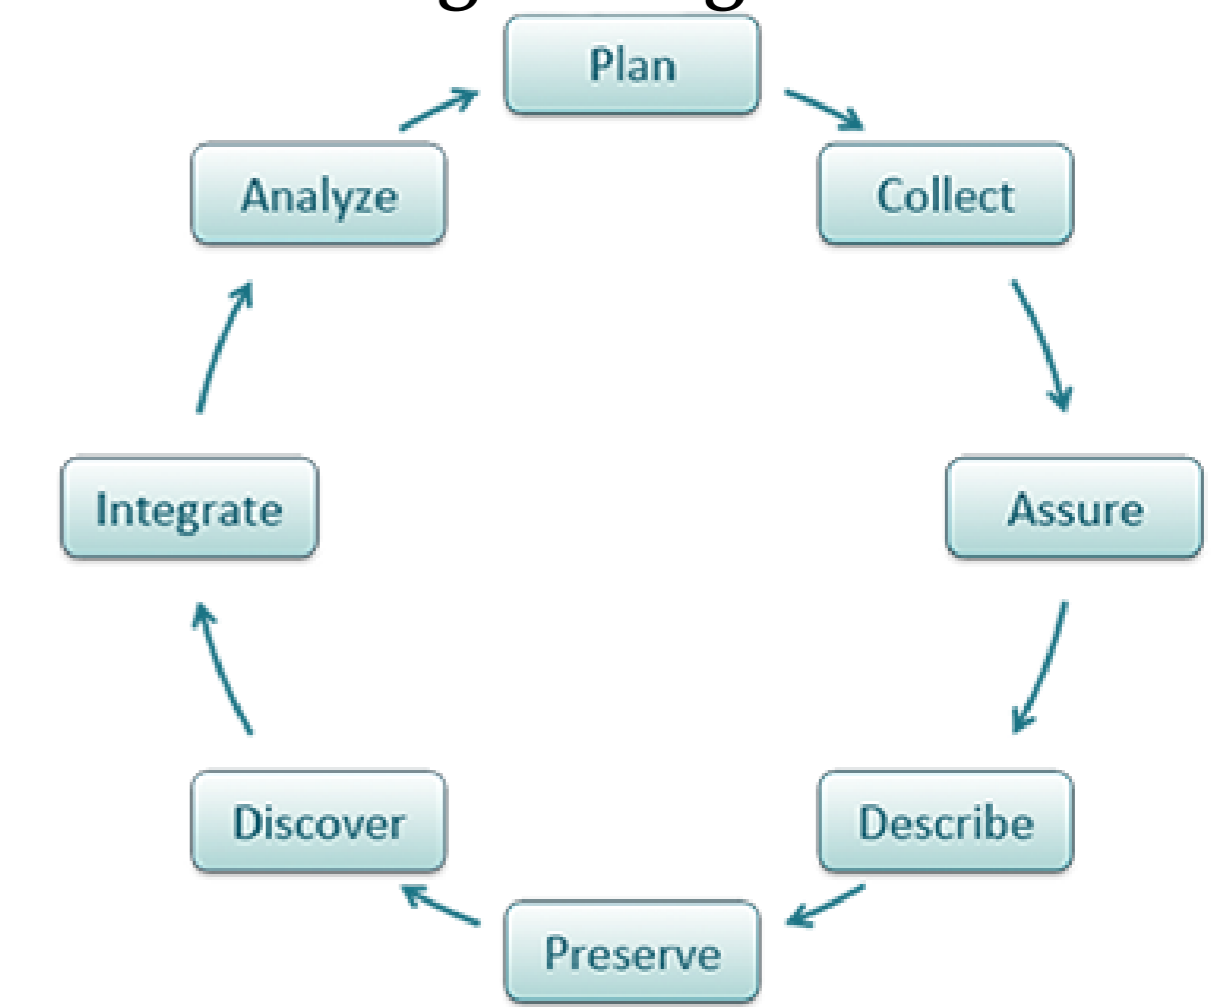 Plan
Collect
Assure
Describe
Preserve
Discover
Integrate
Analyze